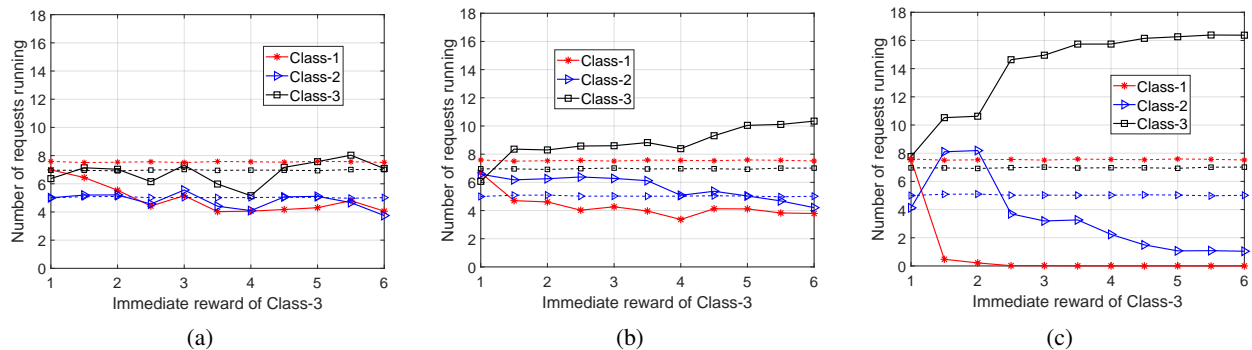 18
16
14
12
10
8
6
4
2
0
Number of requests running
Class-1
Class-2
Class-3
1 2 3 4 5 6
Immediate reward of Class-3
(a)
18
16
14
12
10
8
6
4
2
0
Number of requests running
Class-1
Class-2
Class-3
1 2 3 4 5 6
Immediate reward of Class-3
(b)
18
16
14
12
10
8
6
4
2
0
Number of requests running
Class-1
Class-2
Class-3
1 2 3 4 5 6
Immediate reward of Class-3
(c)